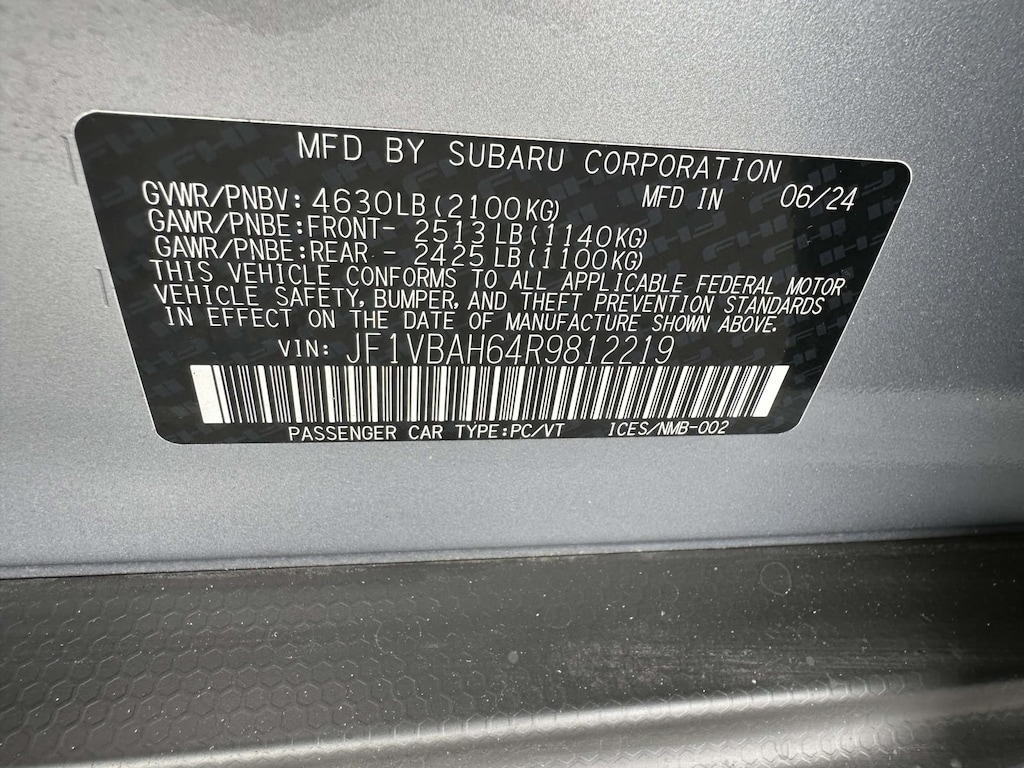 MFD BY SUBARU CORPORATION
GVWR/PNBV: 4630LB(2100KG) MFD IN 06/24
GAWR/PNBE:FRONT- 2513LB(1140KG)
GAWR/PNBE:REAR - 2425LB(1100KG)
THIS VEHICLE CONFORMS TO ALL APPLICABLE FEDERAL MOTOR
VEHICLE SAFETY, BUMPER, AND THEFT PREVENTION STANDARDS
IN EFFECT ON THE DATE OF MANUFACTURE SHOWN ABOVE.
VIN: JF1VBAH64R9812219
PASSENGER CAR TYPE:PC/VT ICES/NMB-002